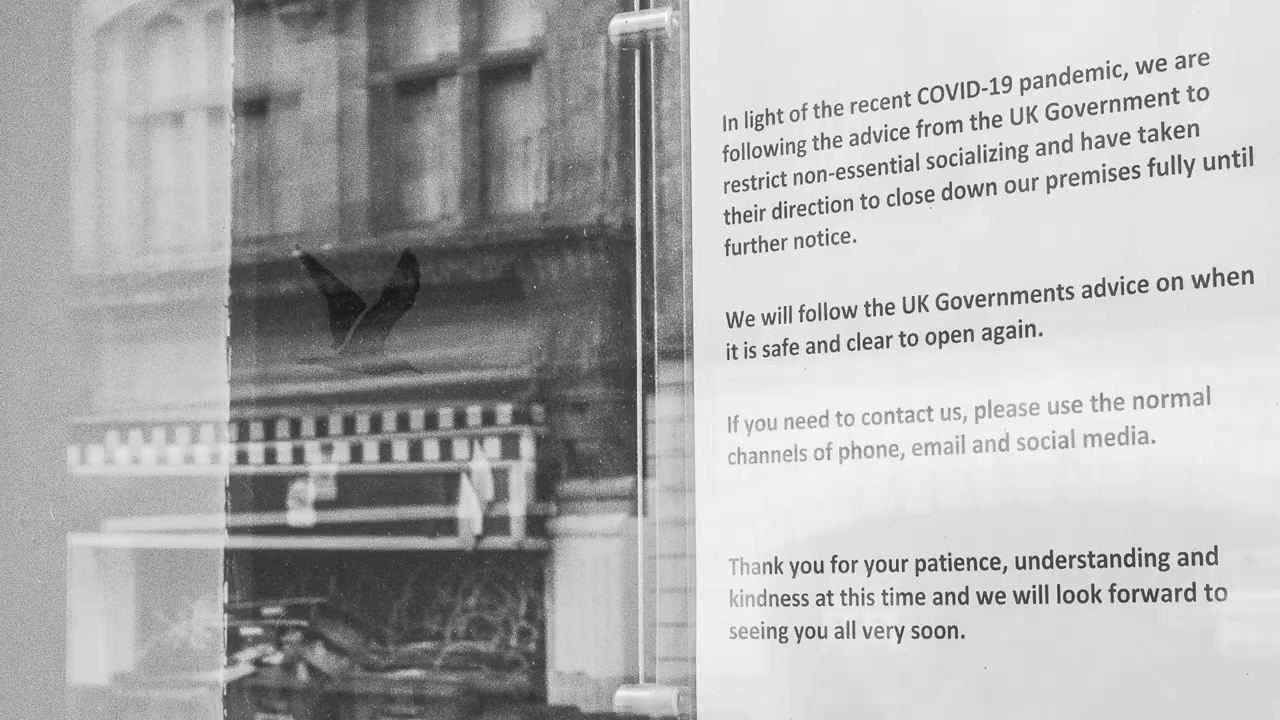 In light of the recent COVID-19 pandemic, we are
following the advice from the UK Government to
restrict non-essential socializing and have taken
their direction to close down our premises fully until
further notice.
We will follow the UK Governments advice on when
it is safe and clear to open again.
If you need to contact us, please use the normal
channels of phone, email and social media.
Thank you for your patience, understanding and
kindness at this time and we will look forward to
seeing you all very soon.